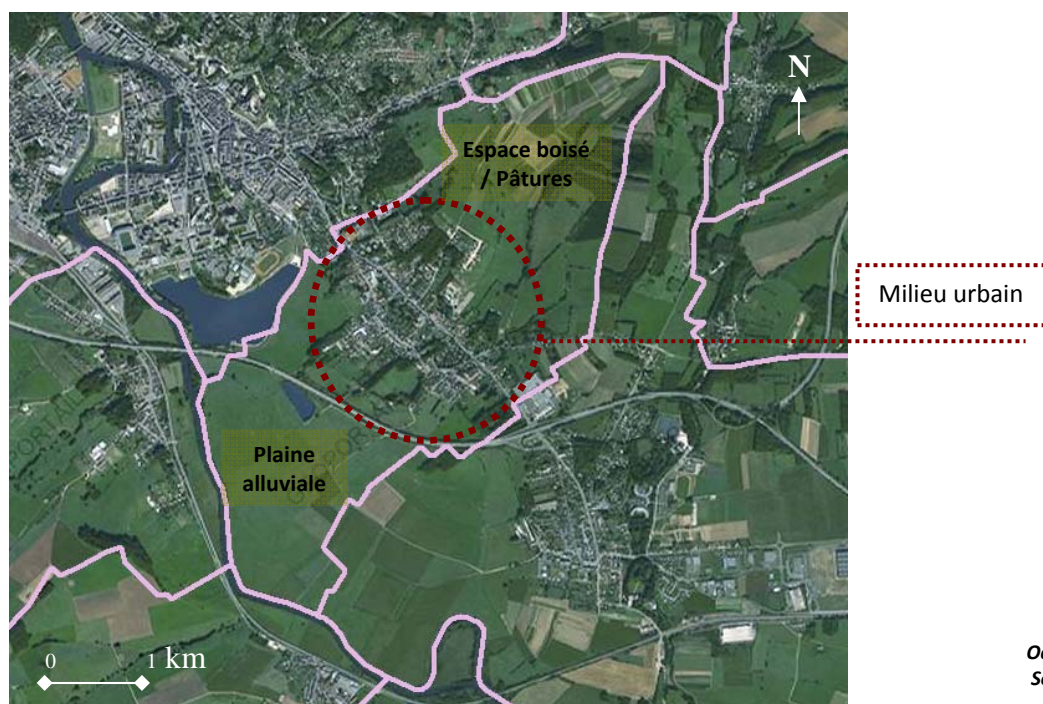 N
Espace boisé
/ Pâtures
Milieu urbain
Plaine
alluviale
0 1 km